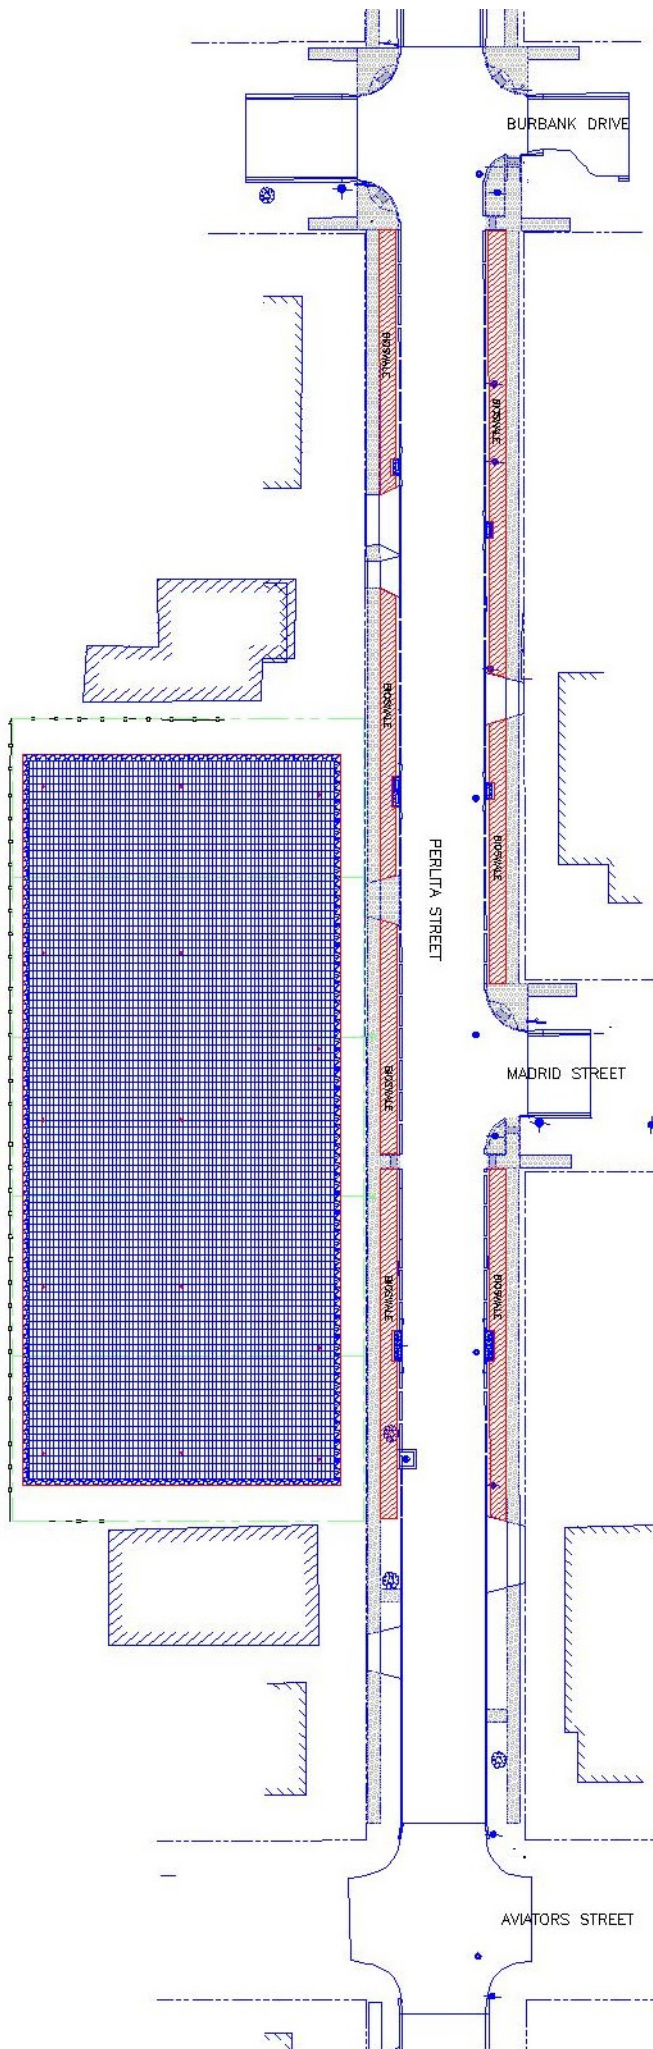 BURBANK DRIVE
BIOSWALE
BIOSWALE
BIOSWALE
BIOSWALE
PERLITA STREET
BIOSWALE
MADRID STREET
BIOSWALE
BIOSWALE
AVIATORS STREET